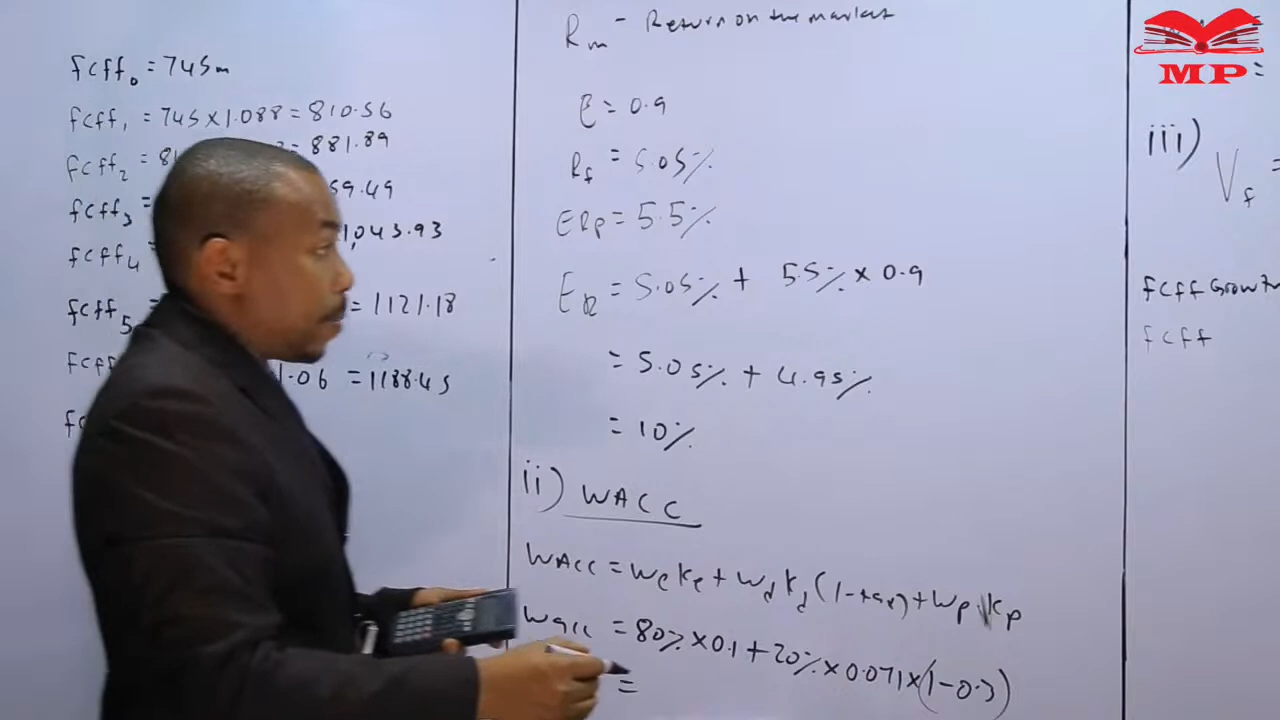 fcff₀ = 745m
fcff₁ = 745 x 1.088 = 810.56
fcff₂ = = 881.89
fcff₃ = 59.49
fcff₄ = 1,043.93
fcff₅ = = 1121.18
fcff 1.06 = 1188.45
Rm - Return on the market
β = 0.9
Rf = 5.05%
ERP = 5.5%
= 5.05% + 5.5% x 0.9
= 5.05% + 4.95%
= 10%
ii) WACC
WACC = WeKe + WdKd(1-tax) + WpKp
Wacc = 80% x 0.1 + 20% x 0.071 x (1-0.3)
=
MP
=
iii) Vf =
fcff Growth
fcff